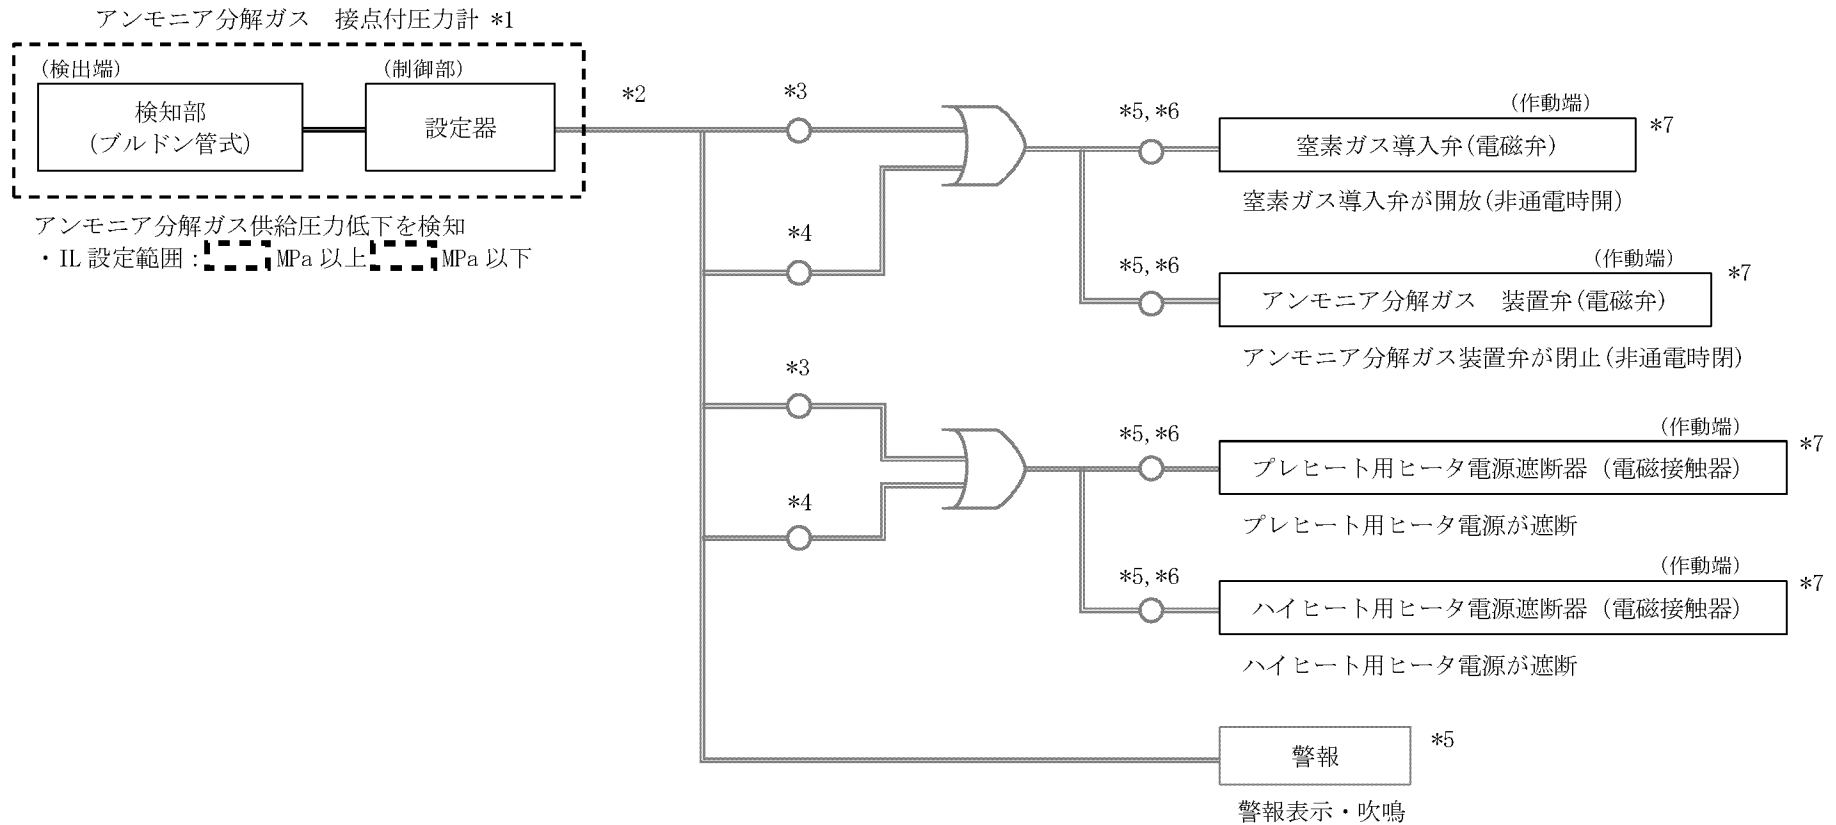 アンモニア分解ガス　接点付圧力計 *1
(検出端)
検知部
(ブルドン管式)
(制御部)
設定器
アンモニア分解ガス供給圧力低下を検知
・IL 設定範囲： MPa 以上 MPa 以下
*2
*3
*4
*3
*4
*5,*6
(作動端)
窒素ガス導入弁(電磁弁)
*7
窒素ガス導入弁が開放(非通電時開)
*5,*6
(作動端)
アンモニア分解ガス　装置弁(電磁弁)
*7
アンモニア分解ガス装置弁が閉止(非通電時閉)
*5,*6
(作動端)
プレヒート用ヒータ電源遮断器 (電磁接触器)
*7
プレヒート用ヒータ電源が遮断
*5,*6
(作動端)
ハイヒート用ヒータ電源遮断器 (電磁接触器)
*7
ハイヒート用ヒータ電源が遮断
警報
*5
警報表示・吹鳴